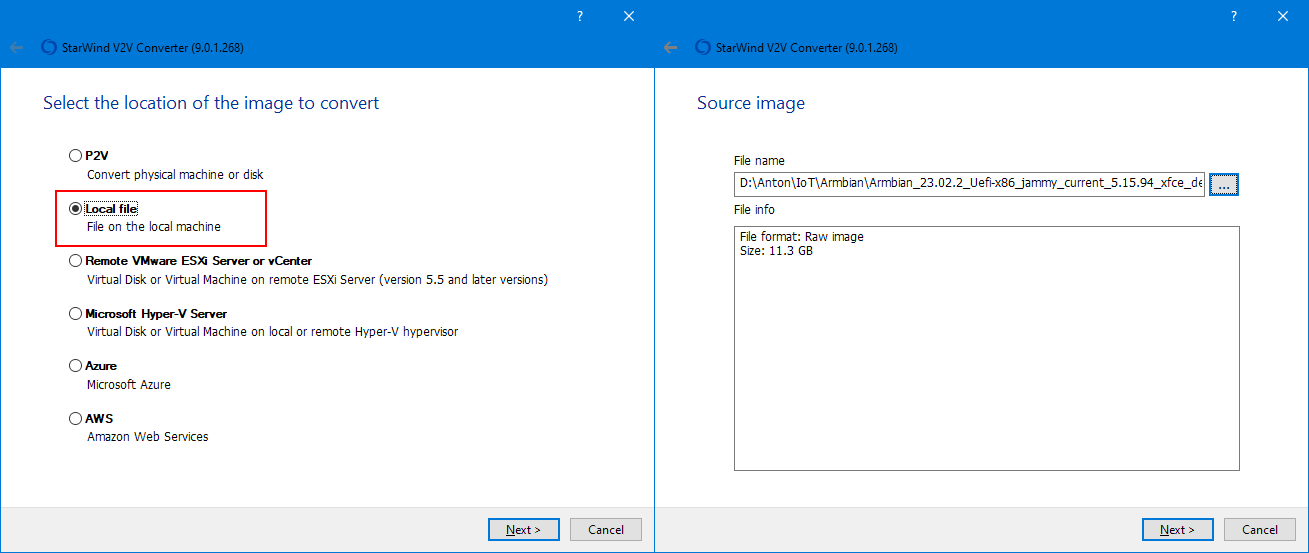 ?
StarWind V2V Converter (9.0.1.268)
Select the location of the image to convert
P2V
Convert physical machine or disk
Local file
File on the local machine
Remote VMware ESXi Server or vCenter
Virtual Disk or Virtual Machine on remote ESXi Server (version 5.5 and later versions)
Microsoft Hyper-V Server
Virtual Disk or Virtual Machine on local or remote Hyper-V hypervisor
Azure
Microsoft Azure
AWS
Amazon Web Services
Next >
Cancel
?
StarWind V2V Converter (9.0.1.268)
Source image
File name
D:\Anton\IoT\Armbian\Armbian_23.02.2_Uefi-x86_jammy_current_5.15.94_xfce_de
...
File info
File format: Raw image
Size: 11.3 GB
Next >
Cancel